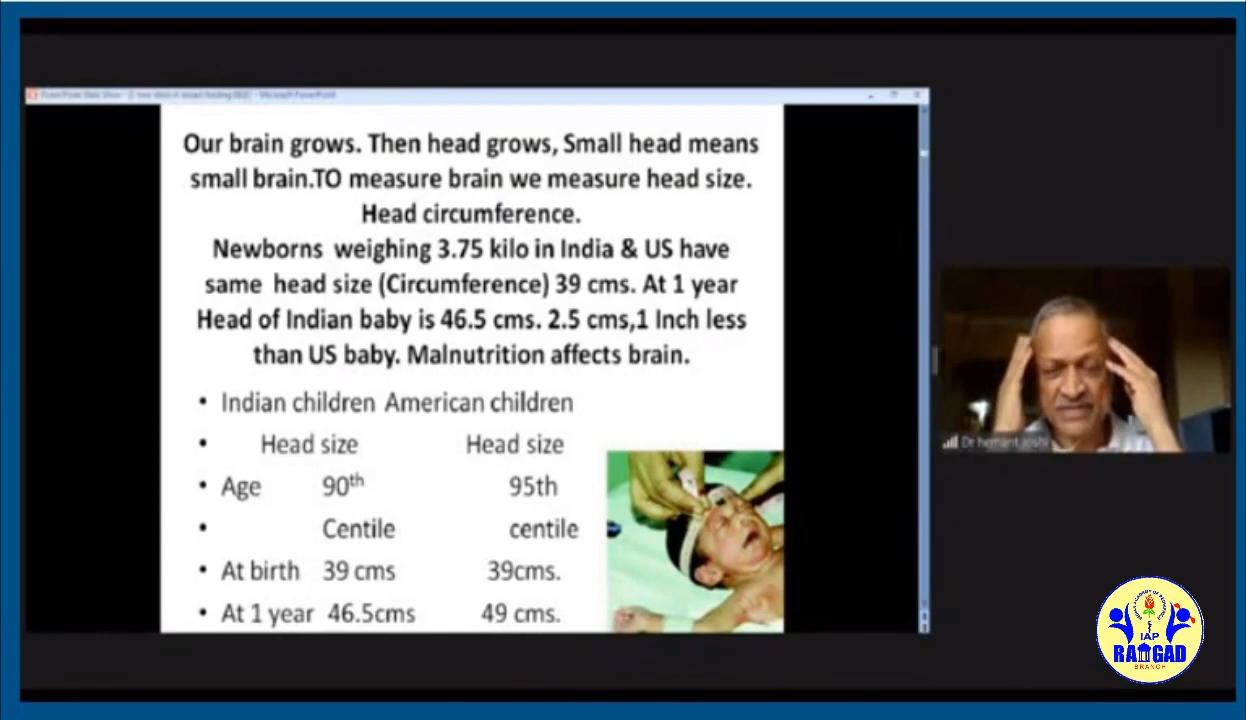 Our brain grows. Then head grows, Small head means
small brain.TO measure brain we measure head size.
Head circumference.
Newborns weighing 3.75 kilo in India & US have
same head size (Circumference) 39 cms. At 1 year
Head of Indian baby is 46.5 cms. 2.5 cms,1 Inch less
than US baby. Malnutrition affects brain.
• Indian children American children
• Head size Head size
• Age 90th 95th
• Centile centile
• At birth 39 cms 39cms.
• At 1 year 46.5cms 49 cms.
Dr hemant joshi
IAP
RAIGAD
BRANCH